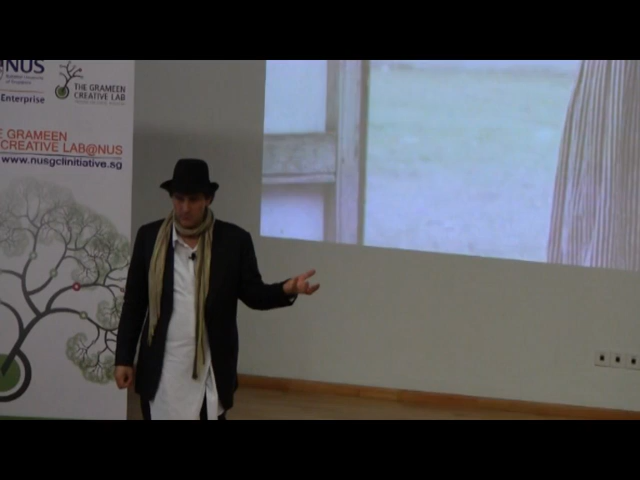 NUS
Enterprise
THE GRAMEEN
CREATIVE LAB
E GRAMEEN
CREATIVE LAB@NUS
www.nusgclinitiative.sg